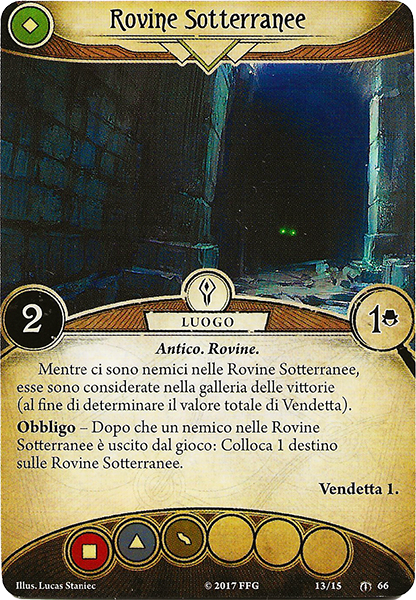 Rovine Sotterranee
2
LUOGO
1
Antico. Rovine.
Mentre ci sono nemici nelle Rovine Sotterranee,
esse sono considerate nella galleria delle vittorie
(al fine di determinare il valore totale di Vendetta).
Obbligo – Dopo che un nemico nelle Rovine
Sotterranee è uscito dal gioco: Colloca 1 destino
sulle Rovine Sotterranee.
Vendetta 1.
Illus. Lucas Staniec © 2017 FFG 13/15 66